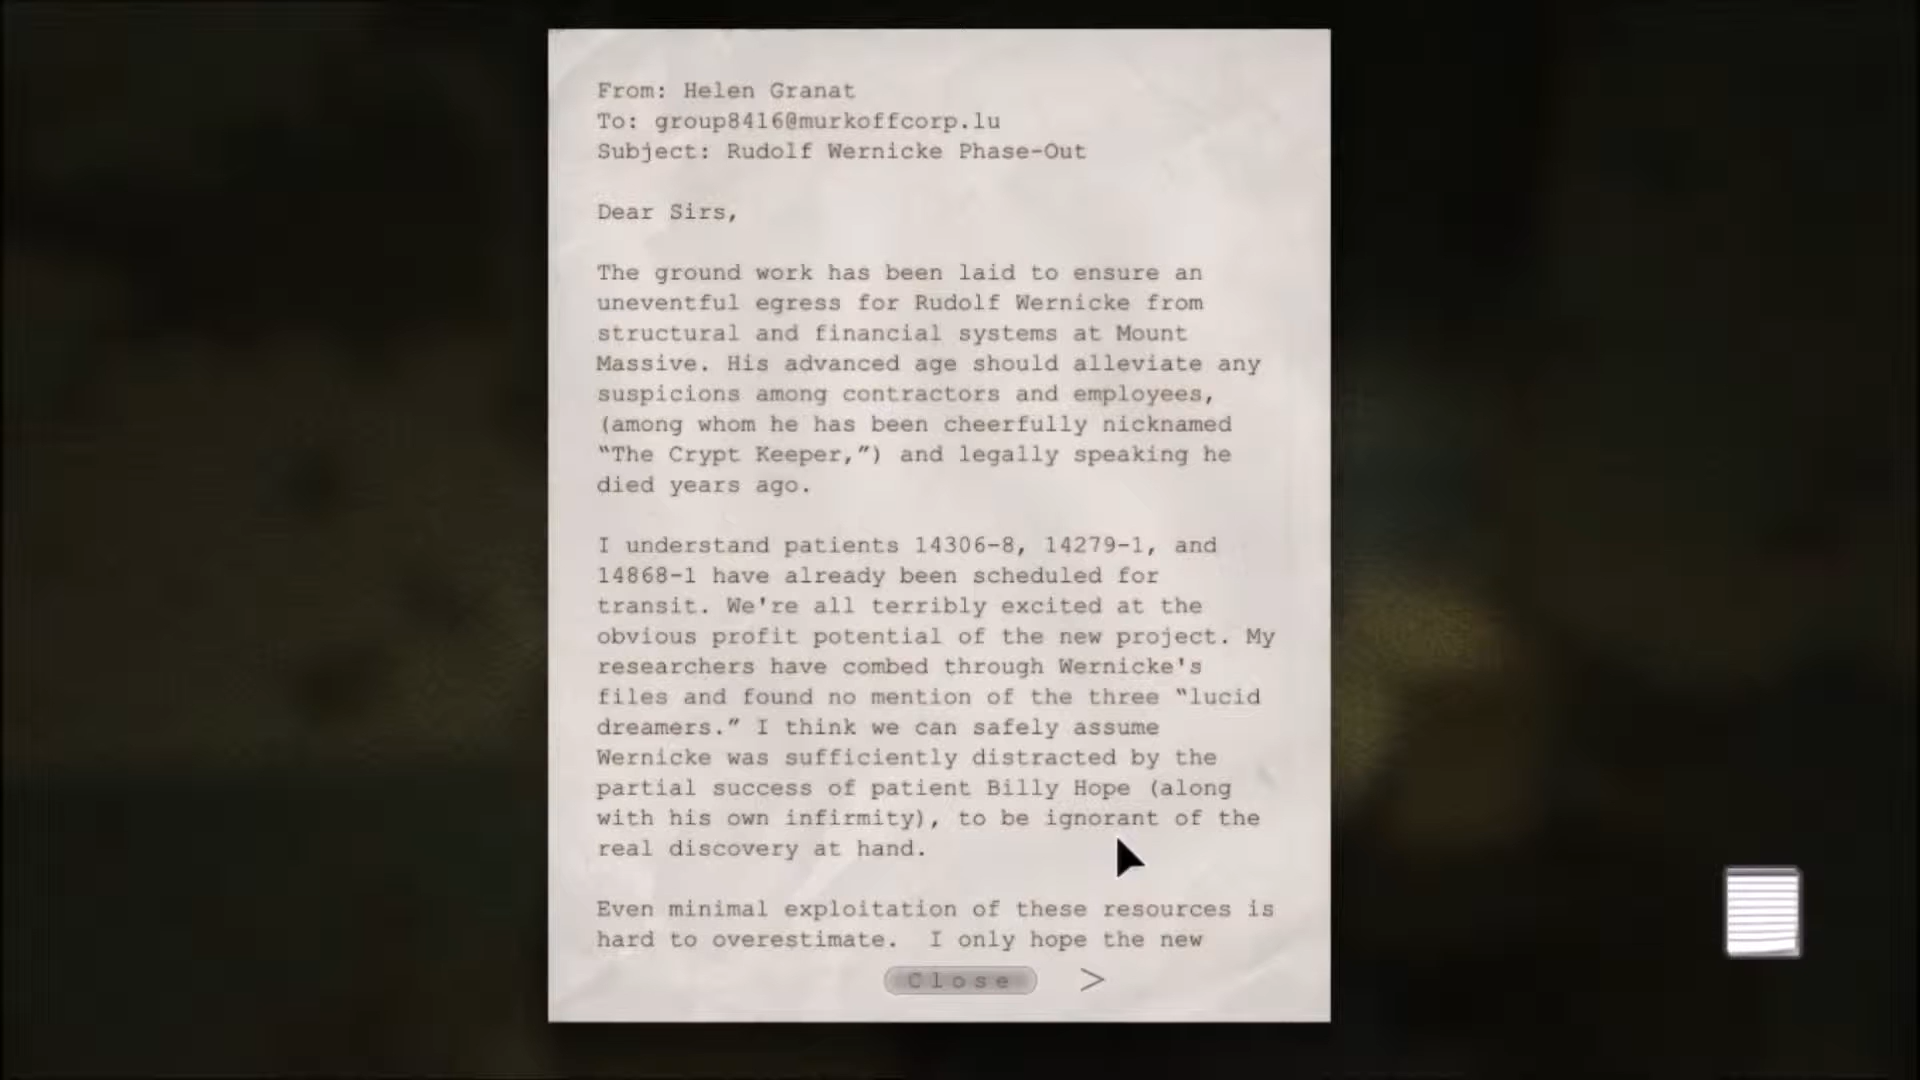 From: Helen Granat
To: group8416@murkoffcorp.lu
Subject: Rudolf Wernicke Phase-Out
Dear Sirs,
The ground work has been laid to ensure an
uneventful egress for Rudolf Wernicke from
structural and financial systems at Mount
Massive. His advanced age should alleviate any
suspicions among contractors and employees,
(among whom he has been cheerfully nicknamed
“The Crypt Keeper,”) and legally speaking he
died years ago.
I understand patients 14306-8, 14279-1, and
14868-1 have already been scheduled for
transit. We're all terribly excited at the
obvious profit potential of the new project. My
researchers have combed through Wernicke's
files and found no mention of the three “lucid
dreamers.” I think we can safely assume
Wernicke was sufficiently distracted by the
partial success of patient Billy Hope (along
with his own infirmity), to be ignorant of the
real discovery at hand.
Even minimal exploitation of these resources is
hard to overestimate.  I only hope the new
Close >